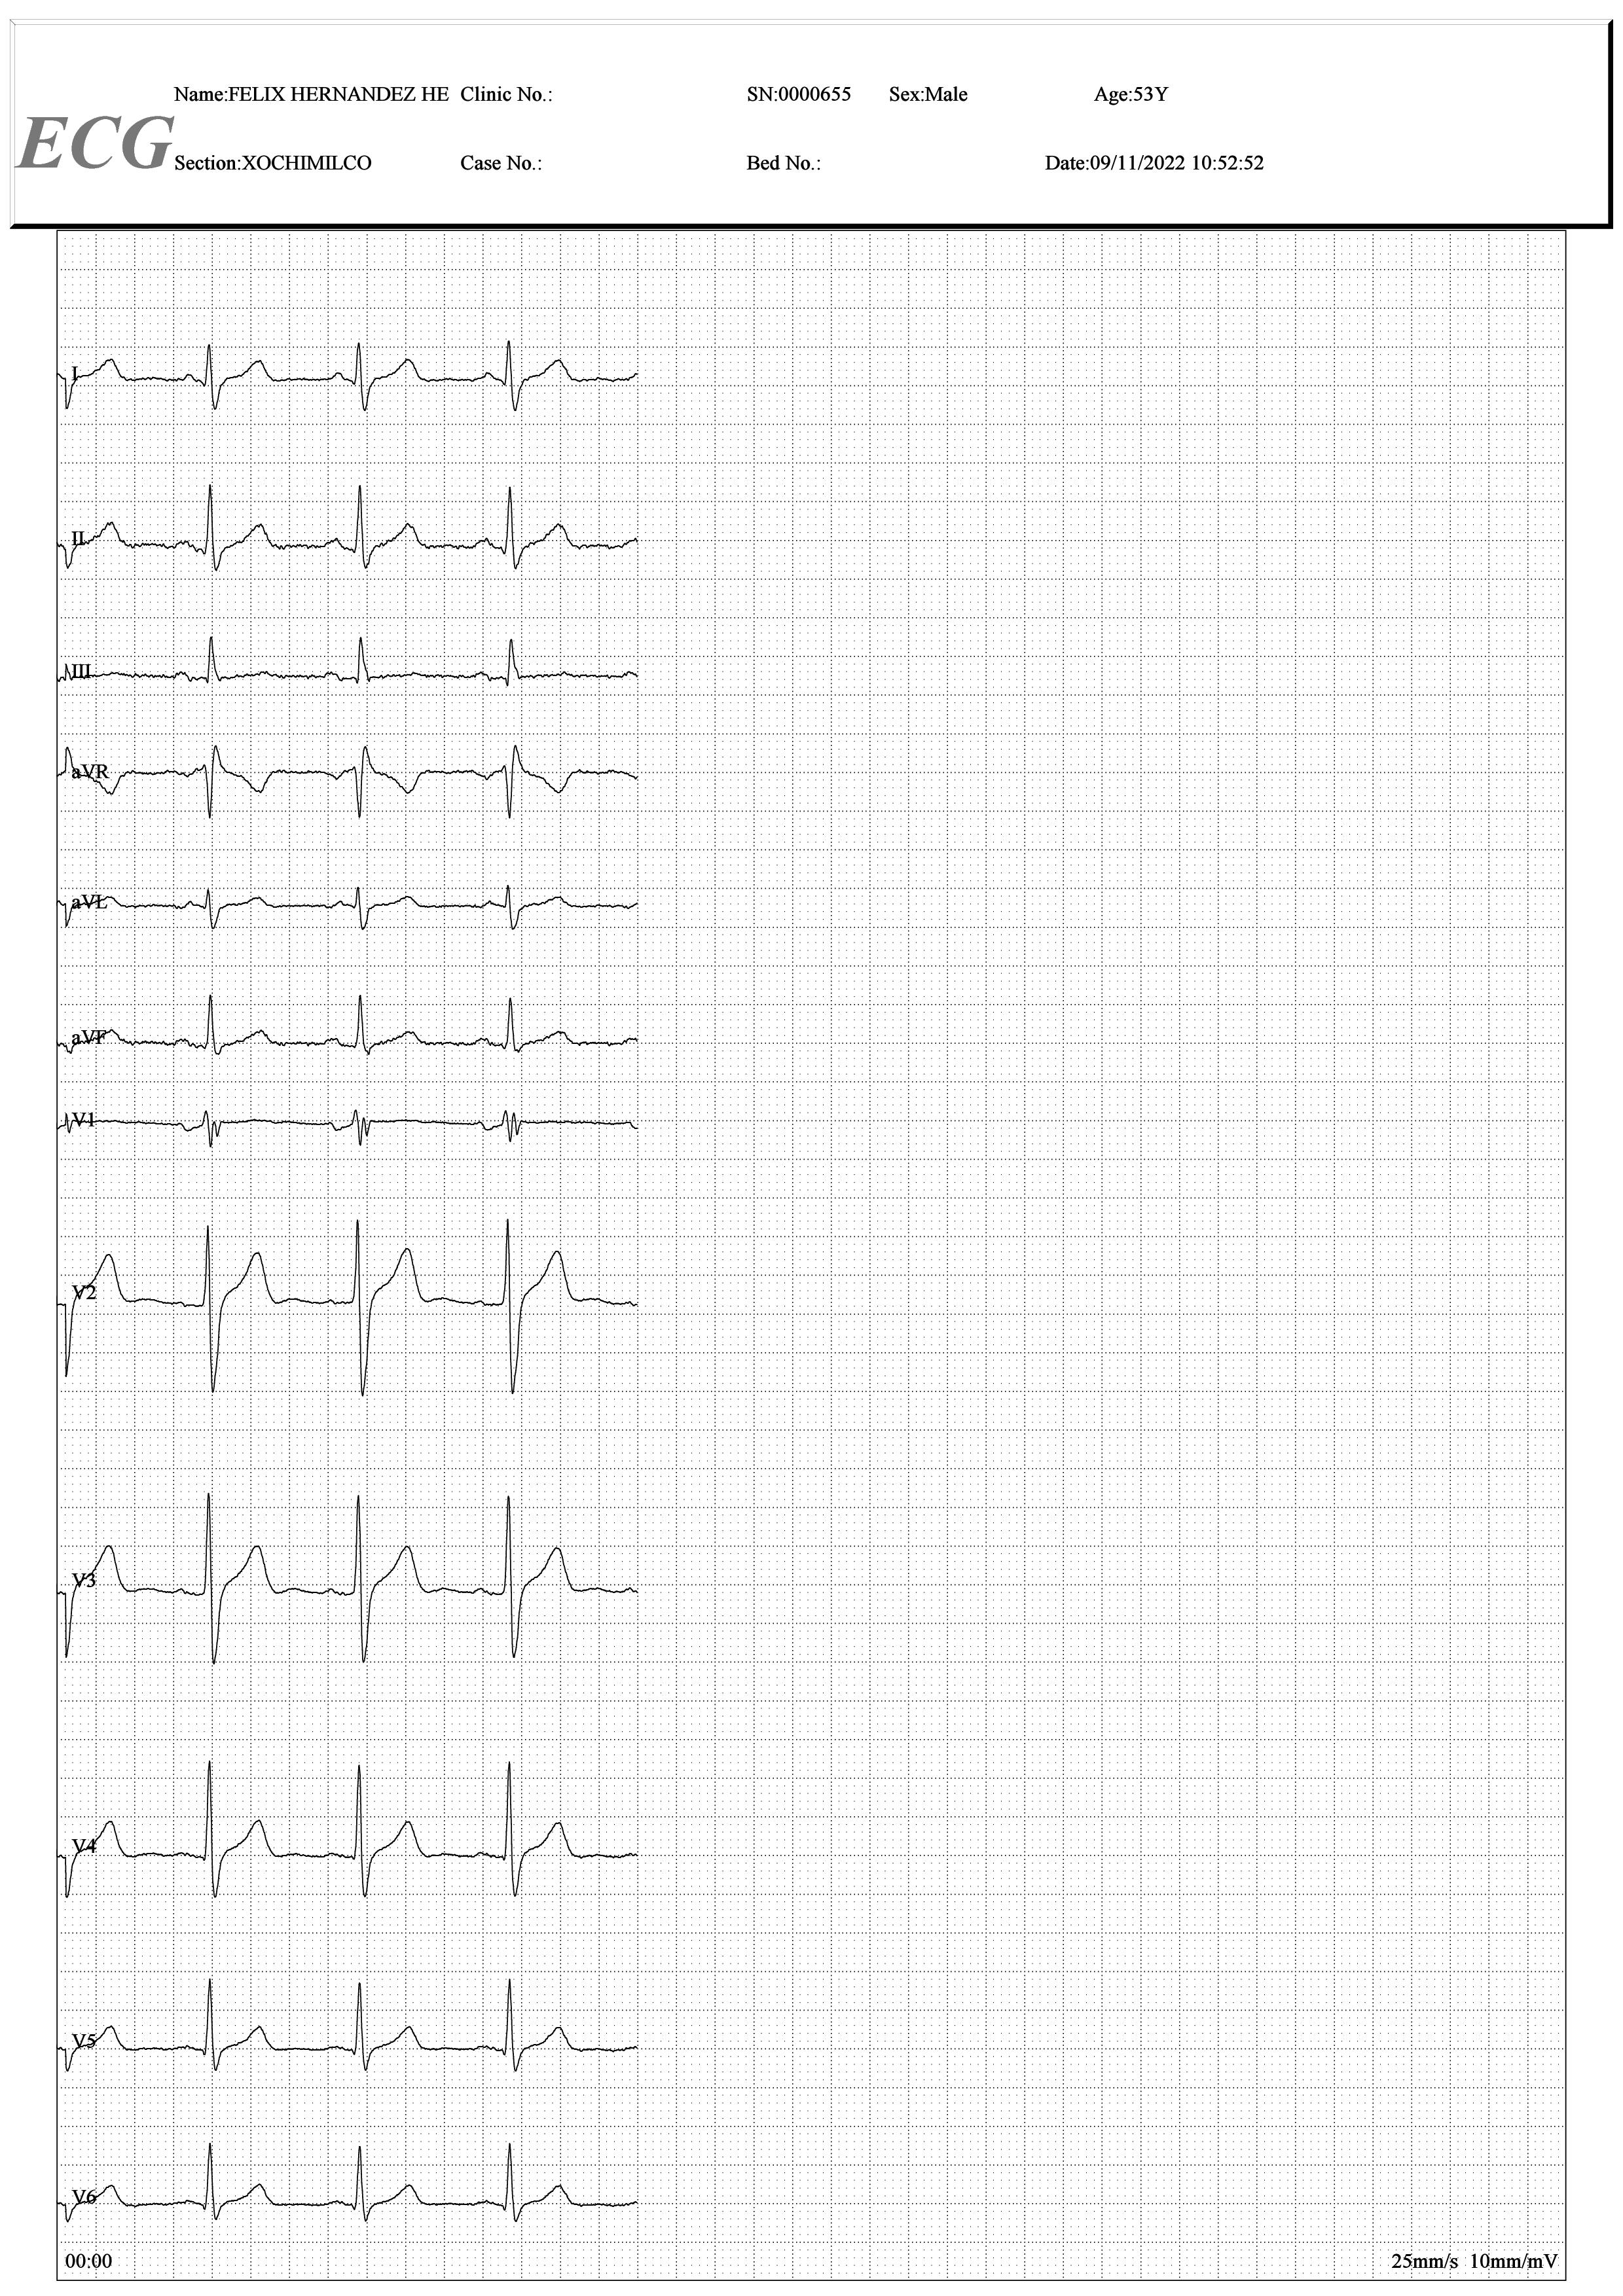 Name:FELIX HERNANDEZ HE Clinic No.: SN:0000655 Sex:Male Age:53Y
ECG
Section:XOCHIMILCO Case No.: Bed No.: Date:09/11/2022 10:52:52
I
II
III
aVR
aVL
aVF
V1
V2
V3
V4
V5
V6
00:00 25mm/s 10mm/mV